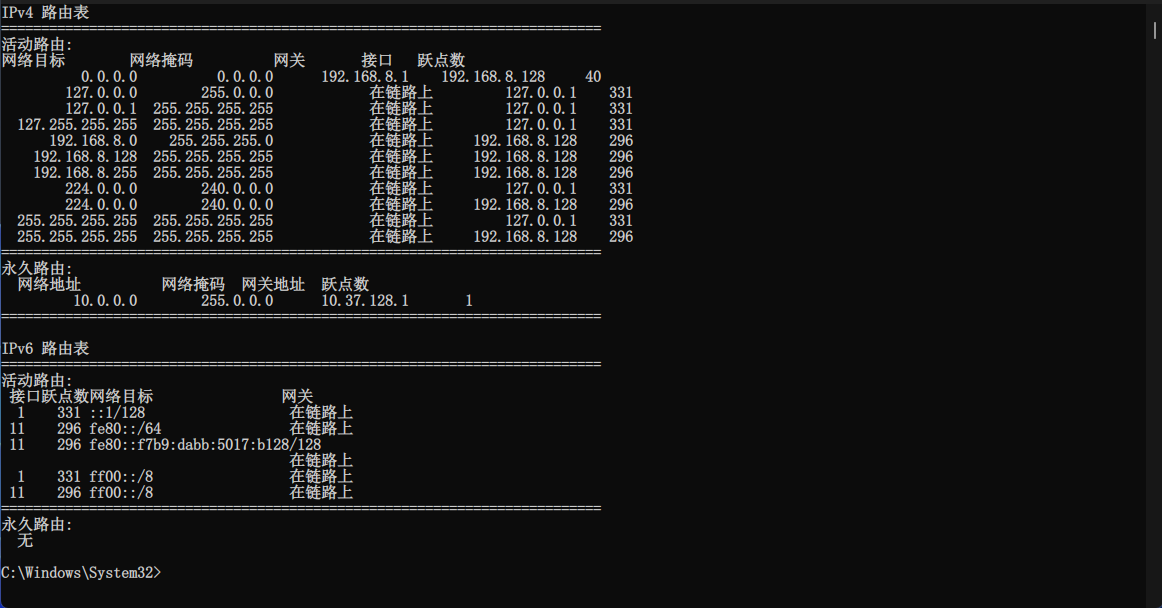 IPv4 路由表
===========================================================================
活动路由:
网络目标        网络掩码          网关       接口   跃点数
          0.0.0.0          0.0.0.0      192.168.8.1    192.168.8.128     40
        127.0.0.0        255.0.0.0            在链路上         127.0.0.1    331
        127.0.0.1  255.255.255.255            在链路上         127.0.0.1    331
  127.255.255.255  255.255.255.255            在链路上         127.0.0.1    331
      192.168.8.0    255.255.255.0            在链路上     192.168.8.128    296
    192.168.8.128  255.255.255.255            在链路上     192.168.8.128    296
    192.168.8.255  255.255.255.255            在链路上     192.168.8.128    296
        224.0.0.0        240.0.0.0            在链路上         127.0.0.1    331
        224.0.0.0        240.0.0.0            在链路上     192.168.8.128    296
  255.255.255.255  255.255.255.255            在链路上         127.0.0.1    331
  255.255.255.255  255.255.255.255            在链路上     192.168.8.128    296
===========================================================================
永久路由:
  网络地址          网络掩码  网关地址  跃点数
         10.0.0.0        255.0.0.0      10.37.128.1       1
===========================================================================
IPv6 路由表
===========================================================================
活动路由:
 接口跃点数网络目标                网关
  1    331 ::1/128                  在链路上
 11    296 fe80::/64                在链路上
 11    296 fe80::f7b9:dabb:5017:b128/128
                                    在链路上
  1    331 ff00::/8                 在链路上
 11    296 ff00::/8                 在链路上
===========================================================================
永久路由:
  无
C:\Windows\System32>